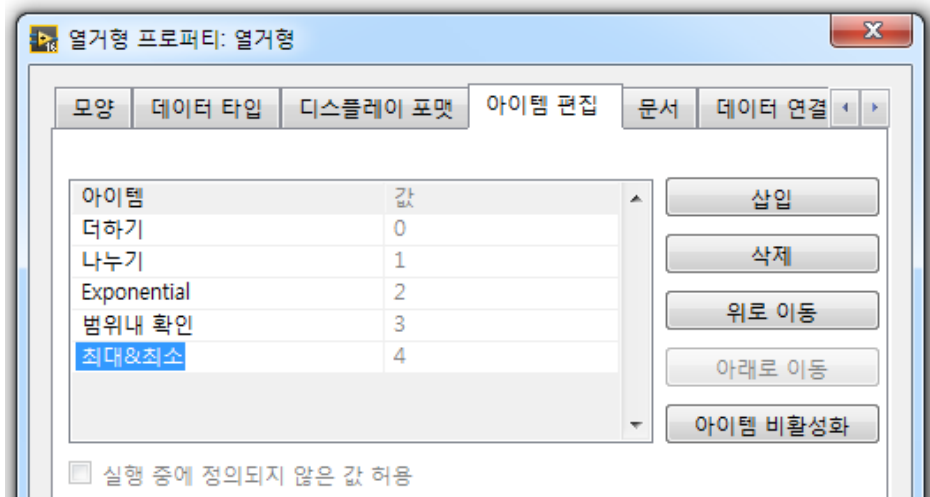 열거형 프로퍼티: 열거형
모양 데이터 타입 디스플레이 포맷 아이템 편집 문서 데이터 연결
아이템 값 삽입
더하기 0
나누기 1 삭제
Exponential 2 위로 이동
범위내 확인 3
최대&최소 4 아래로 이동
아이템 비활성화
실행 중에 정의되지 않은 값 허용